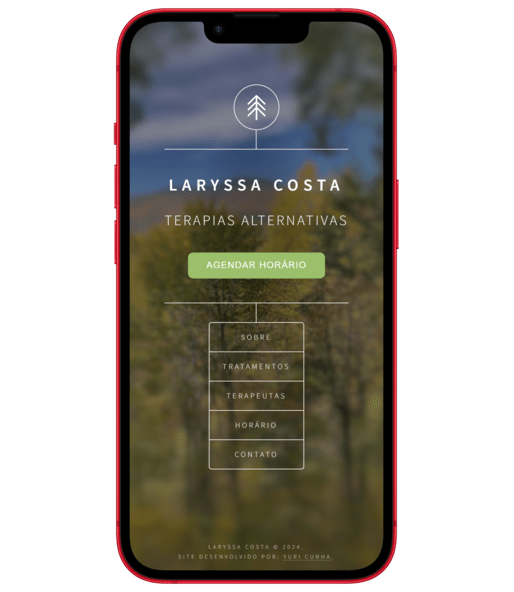 LARYSSA COSTA
TERAPIAS ALTERNATIVAS
AGENDAR HORÁRIO
SOBRE
TRATAMENTOS
TERAPEUTAS
HORÁRIO
CONTATO
LARYSSA COSTA © 2024.
SITE DESENVOLVIDO POR: YURI CUNHA.